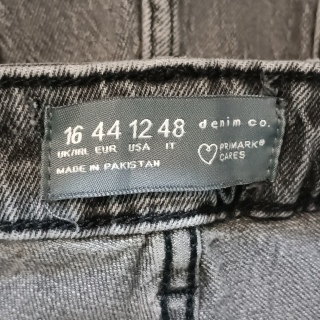 16 44 12 48
UK/IRL EUR USA IT
MADE IN PAKISTAN
denim co.
PRIMARK®
CARES